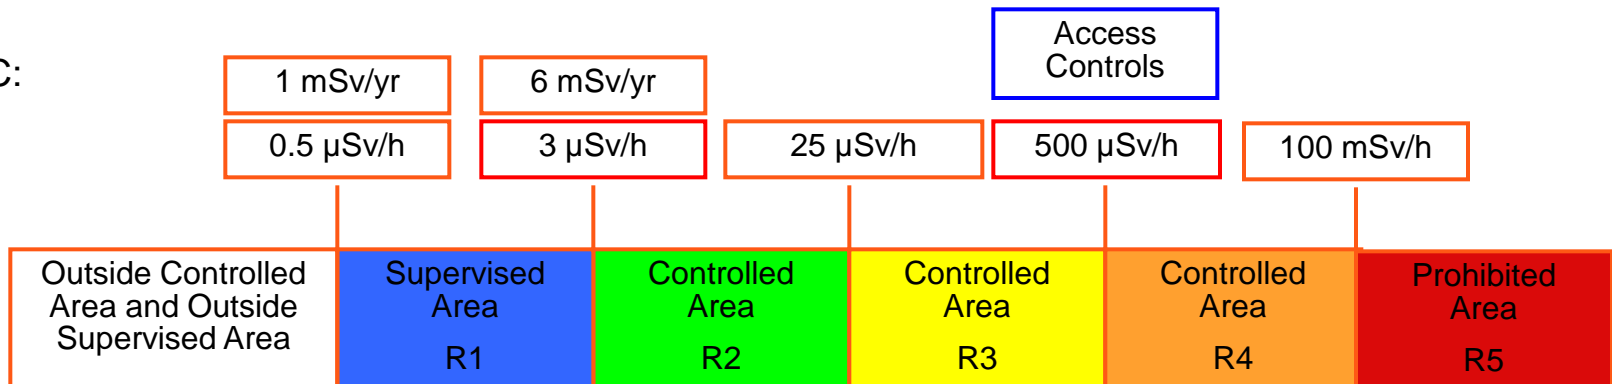 C:
Access
Controls
1 mSv/yr
6 mSv/yr
0.5 µSv/h
3 µSv/h
25 µSv/h
500 µSv/h
100 mSv/h
Outside Controlled
Area and Outside
Supervised Area
Supervised
Area
R1
Controlled
Area
R2
Controlled
Area
R3
Controlled
Area
R4
Prohibited
Area
R5